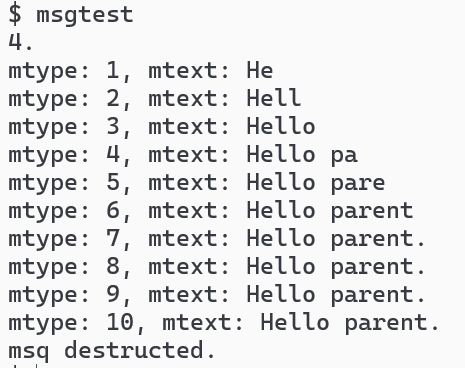 $ msgtest
4.
mtype: 1, mtext: He
mtype: 2, mtext: Hell
mtype: 3, mtext: Hello
mtype: 4, mtext: Hello pa
mtype: 5, mtext: Hello pare
mtype: 6, mtext: Hello parent
mtype: 7, mtext: Hello parent.
mtype: 8, mtext: Hello parent.
mtype: 9, mtext: Hello parent.
mtype: 10, mtext: Hello parent.
msq destructed.